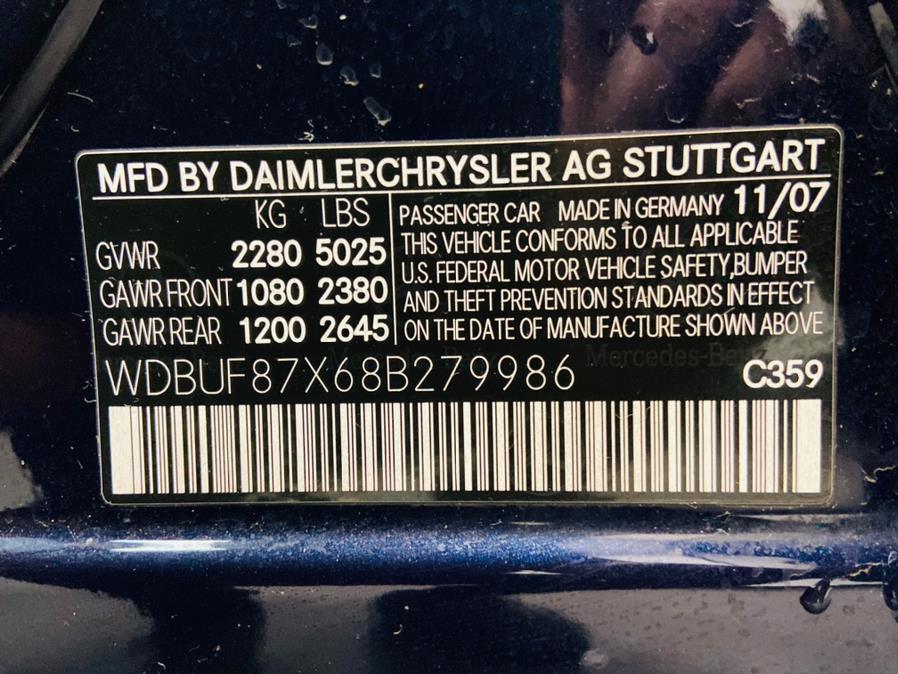 MFD BY DAIMLERCHRYSLER AG STUTTGART
KG LBS
GVWR 2280 5025
GAWR FRONT 1080 2380
GAWR REAR 1200 2645
PASSENGER CAR MADE IN GERMANY 11/07
THIS VEHICLE CONFORMS TO ALL APPLICABLE
U.S. FEDERAL MOTOR VEHICLE SAFETY, BUMPER
AND THEFT PREVENTION STANDARDS IN EFFECT
ON THE DATE OF MANUFACTURE SHOWN ABOVE
Mercedes-Benz
WDBUF87X68B279986 C359